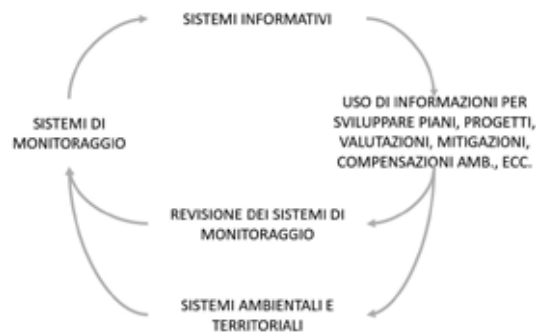 SISTEMI INFORMATIVI
USO DI INFORMAZIONI PER
SVILUPPARE PIANI, PROGETTI,
VALUTAZIONI, MITIGAZIONI,
COMPENSAZIONI AMB., ECC.
SISTEMI DI
MONITORAGGIO
REVISIONE DEI SISTEMI DI
MONITORAGGIO
SISTEMI AMBIENTALI E
TERRITORIALI